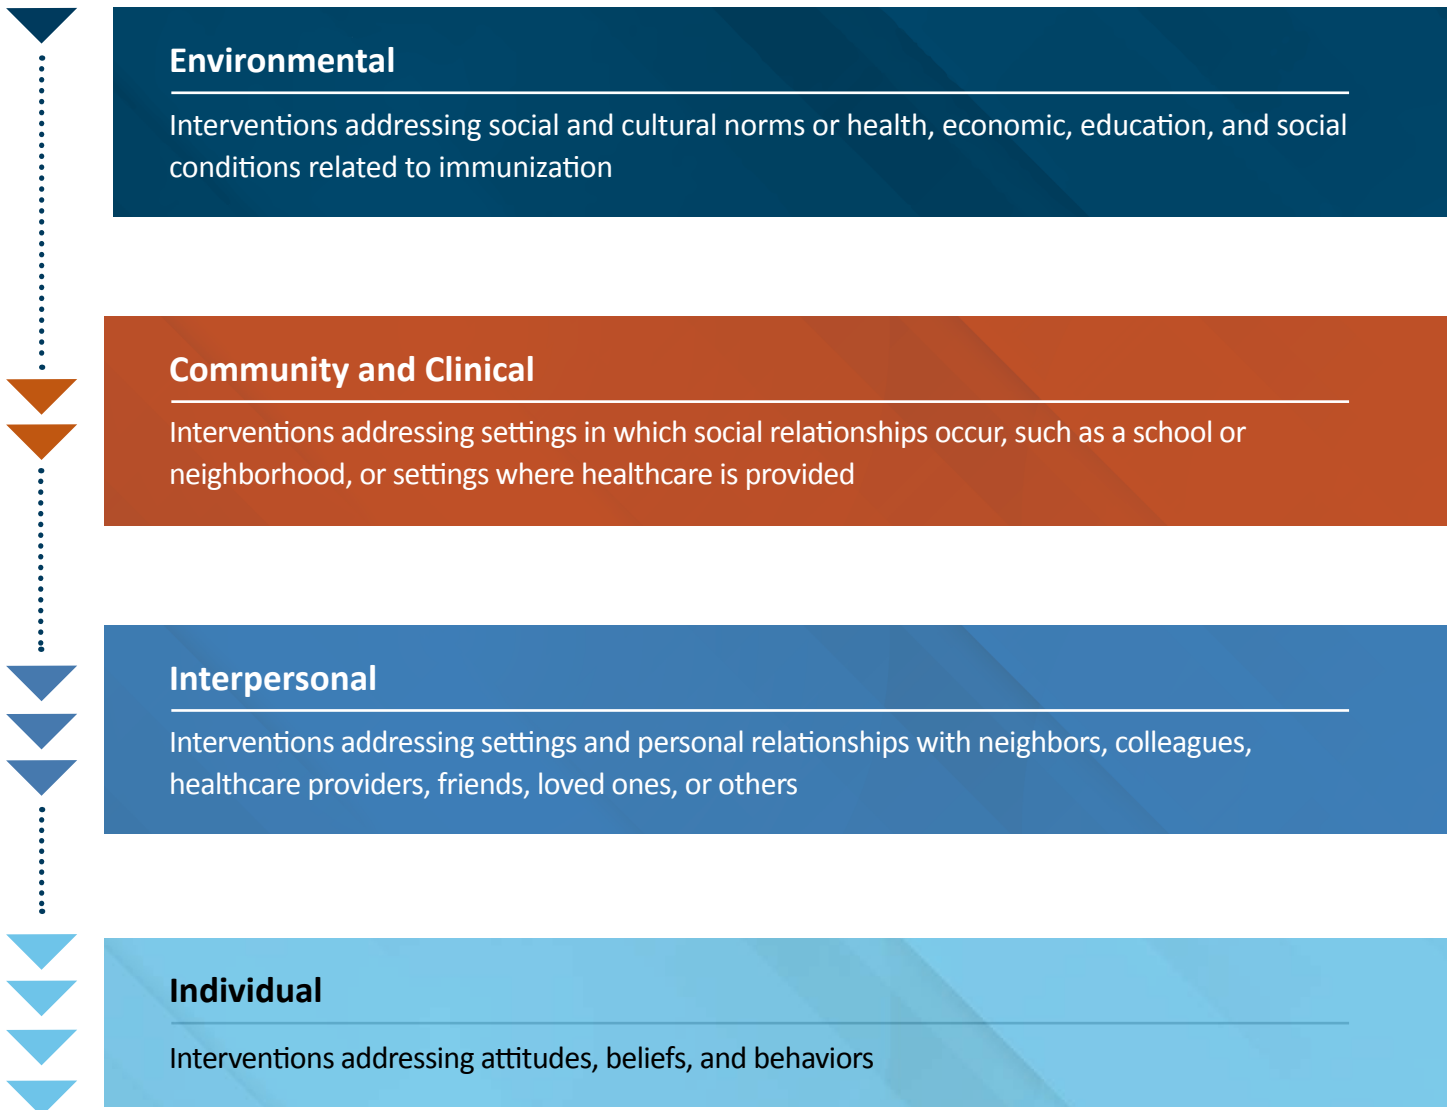 Environmental
Interventions addressing social and cultural norms or health, economic, education, and social
conditions related to immunization
Community and Clinical
Interventions addressing settings in which social relationships occur, such as a school or
neighborhood, or settings where healthcare is provided
Interpersonal
Interventions addressing settings and personal relationships with neighbors, colleagues,
healthcare providers, friends, loved ones, or others
Individual
Interventions addressing attitudes, beliefs, and behaviors